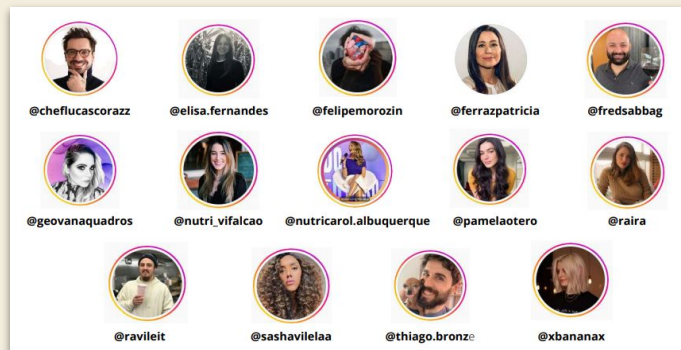 @cheflucascorazz @elisa.fernandes @felipemorozin @ferrazpatricia @fredsabbag
@geovanaquadros @nutri_vifalcao @nutricarol.albuquerque @pamelaotero @raira
@ravileit @sashavilelaa @thiago.bronze @xbananax